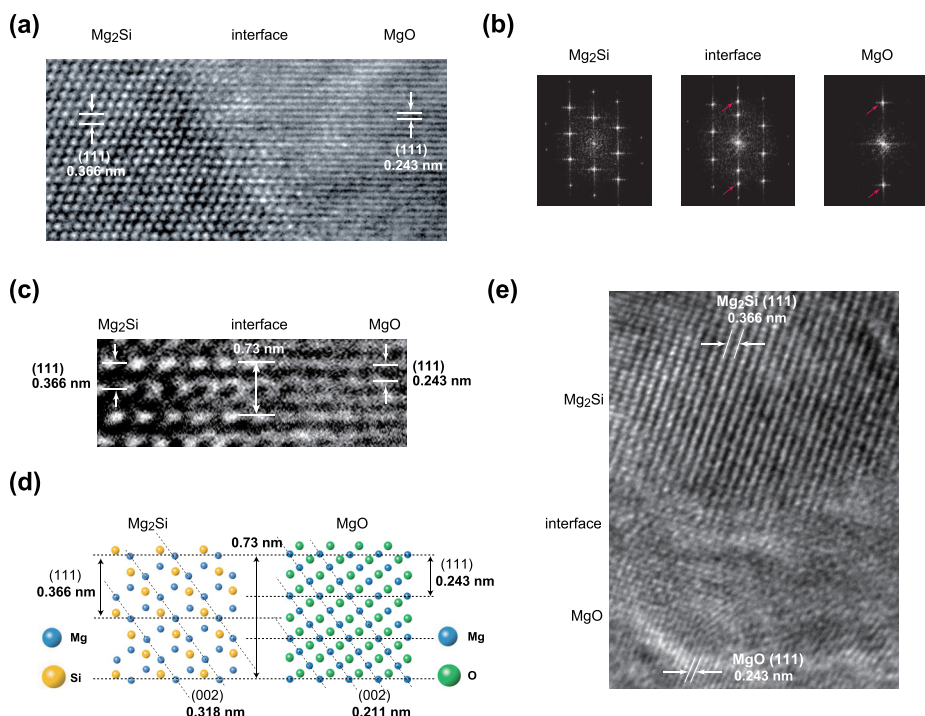 (a)
Mg₂Si interface MgO
(111)
0.366 nm
(111)
0.243 nm
(b)
Mg₂Si interface MgO
(c)
Mg₂Si interface MgO
0.73 nm
(111)
0.366 nm
(111)
0.243 nm
(d)
Mg₂Si MgO
0.73 nm
(111)
0.366 nm
(111)
0.243 nm
Mg
Si
Mg
O
(002)
0.318 nm
(002)
0.211 nm
(e)
Mg₂Si (111)
0.366 nm
Mg₂Si
interface
MgO
MgO (111)
0.243 nm